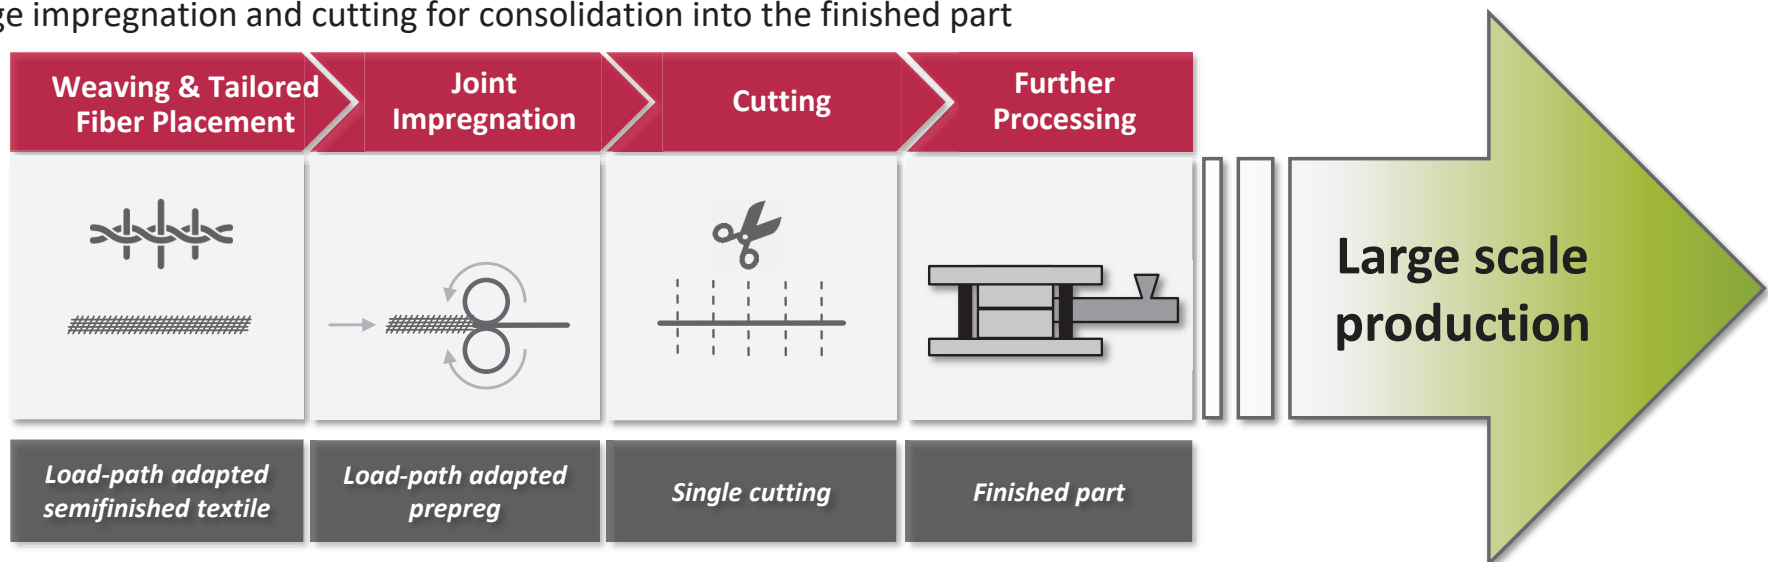 impregnation and cutting for consolidation into the finished part
Weaving & Tailored
Fiber Placement
Joint
Impregnation
Cutting
Further
Processing
Large scale
production
Load-path adapted
semifinished textile
Load-path adapted
prepreg
Single cutting
Finished part